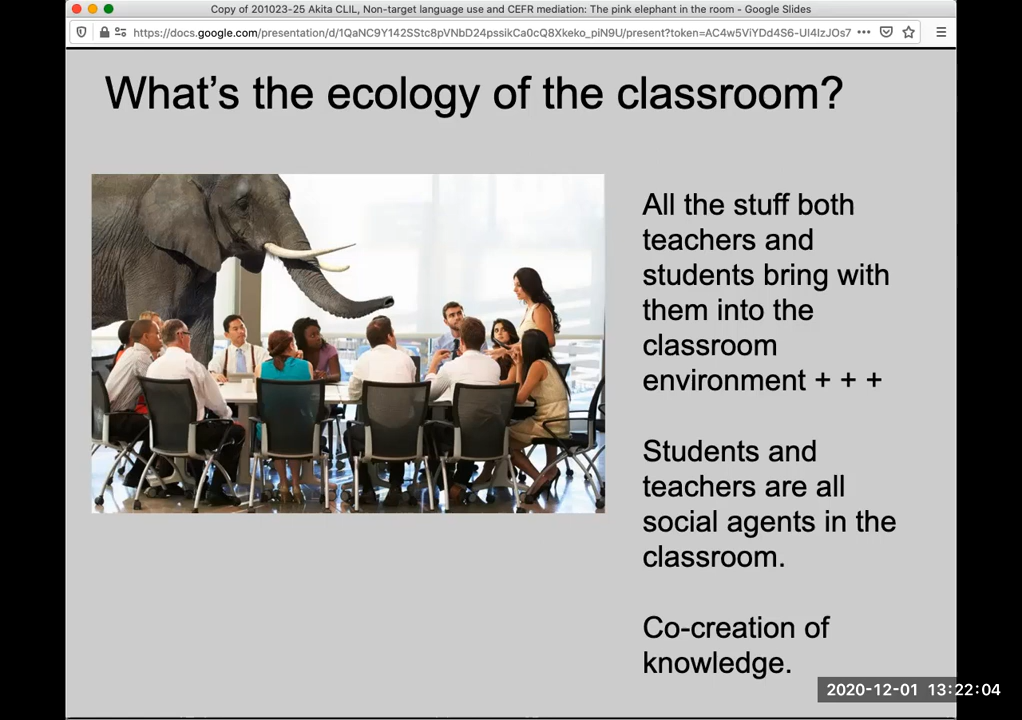 Copy of 201023-25 Akita CLIL, Non-target language use and CEFR mediation: The pink elephant in the room - Google Slides
https://docs.google.com/presentation/d/1QaNC9Y142SStc8pVNbD24pssikCa0cQ8Xkeko_piN9U/present?token=AC4w5ViYDd4S6-UI4IzJOs7
What's the ecology of the classroom?
All the stuff both
teachers and
students bring with
them into the
classroom
environment + + +
Students and
teachers are all
social agents in the
classroom.
Co-creation of
knowledge.
2020-12-01 13:22:04